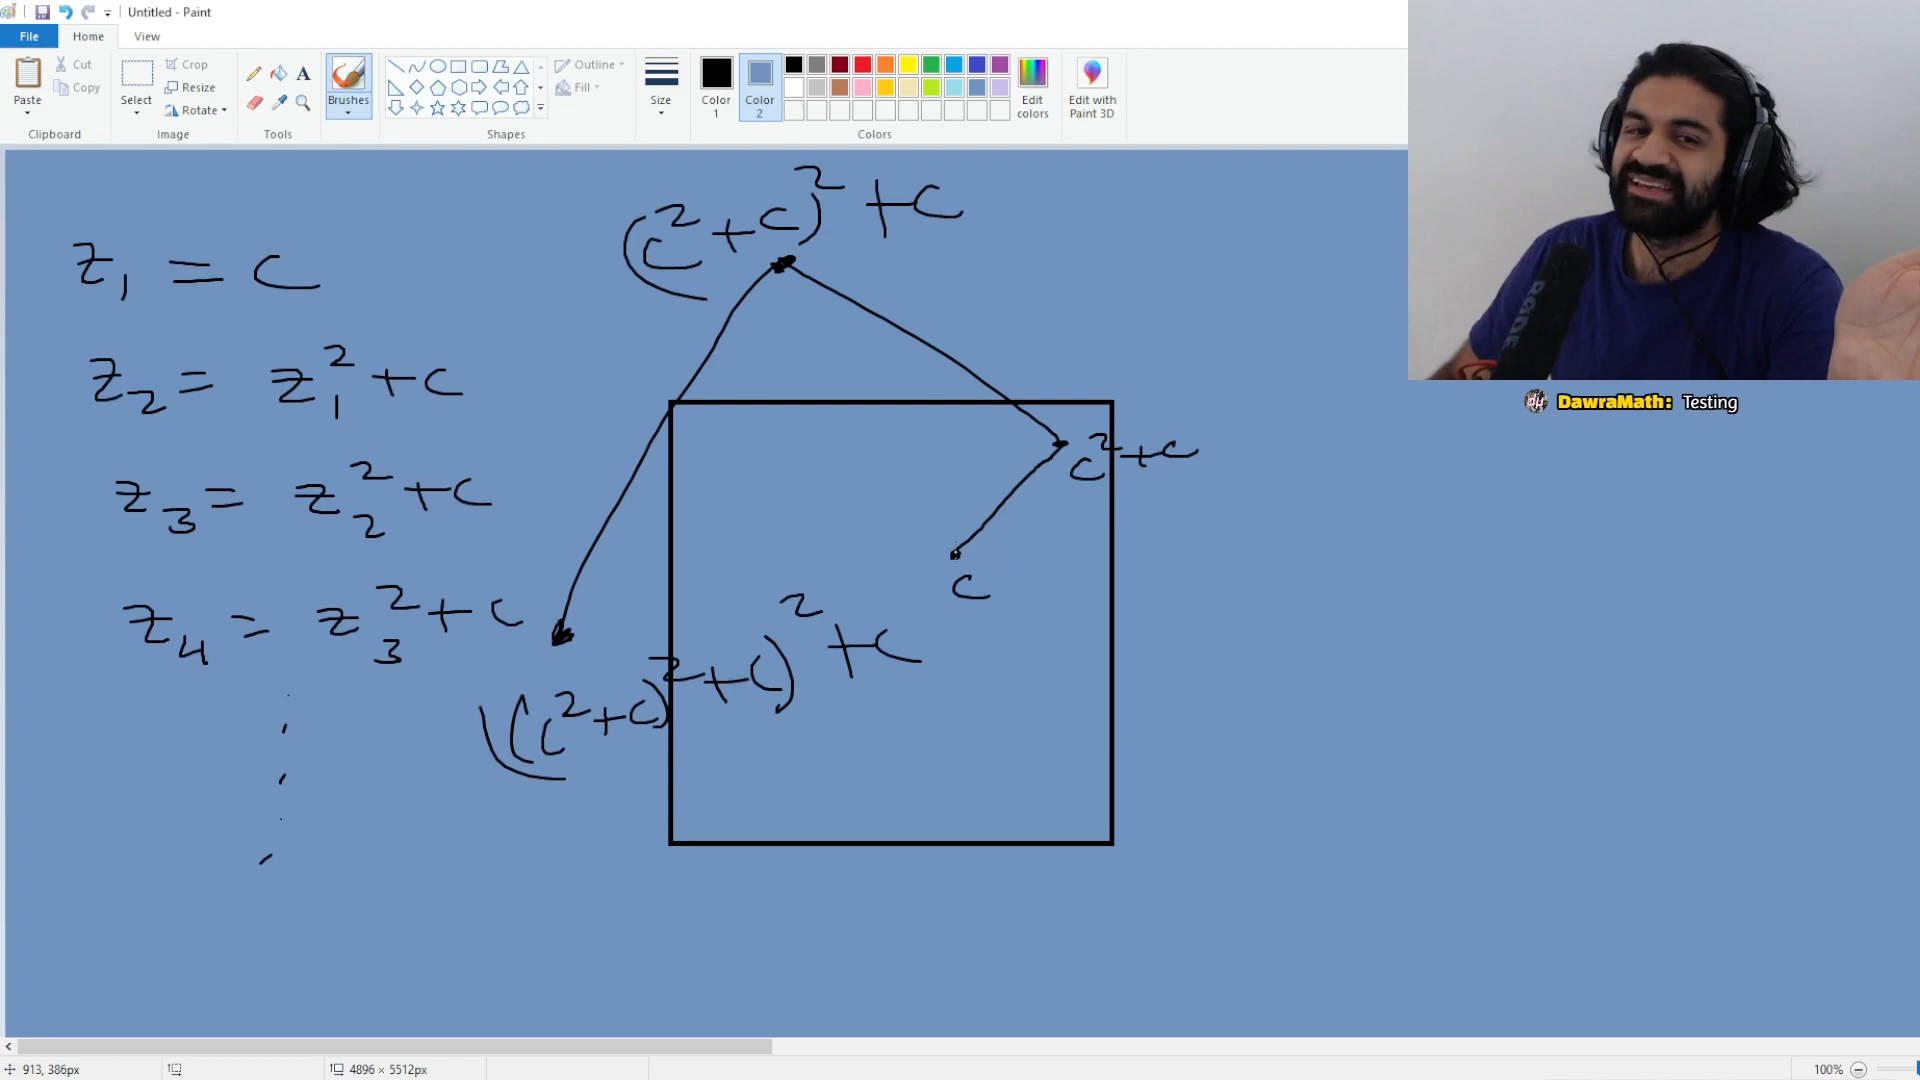 Untitled - Paint
File Home View
Paste
Cut
Copy
Clipboard
Select
Crop
Resize
Rotate
Image
Tools
Brushes
Shapes
Outline
Fill
Size
Color 1
Color 2
Edit colors
Colors
Edit with Paint 3D
z₁ = c
z₂ = z₁² + c
z₃ = z₂² + c
z₄ = z₃² + c
(c² + c)² + c
c² + c
c
((c² + c)² + c)² + c
DawraMath: Testing
913, 386px
4896 × 5512px
100%